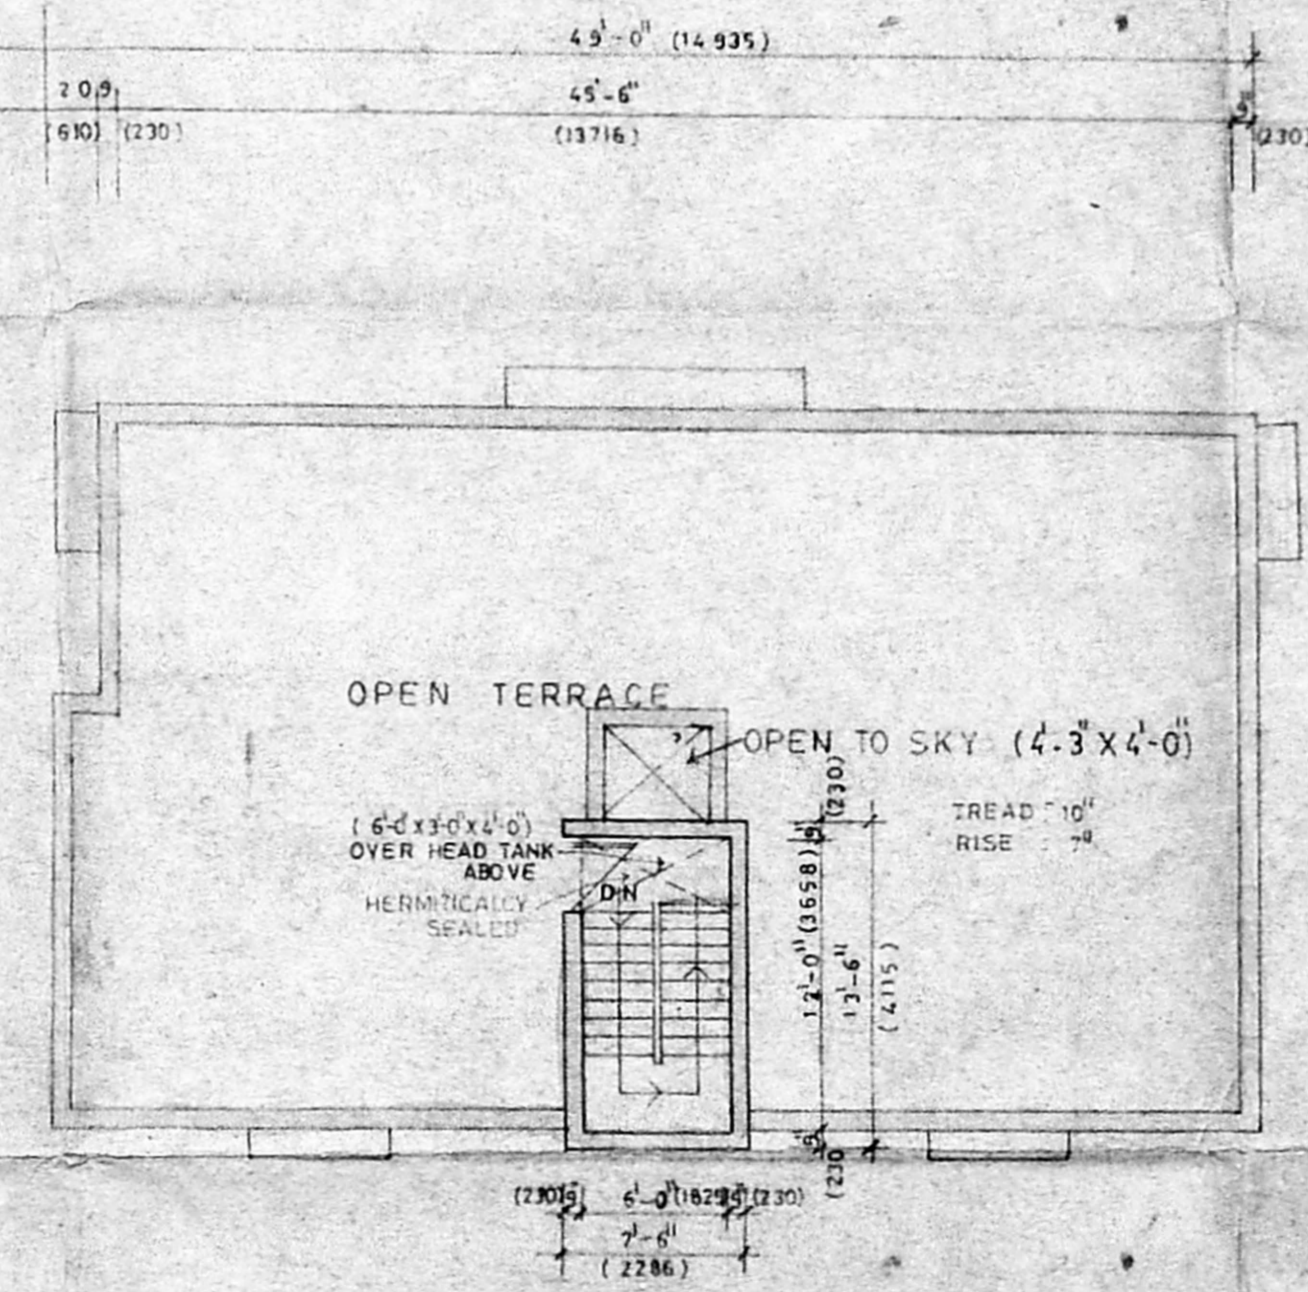 49'-0" (14935)
2'0" 9"
45'-6"
9"
(610) (230)
(13716)
(230)
OPEN TERRACE
OPEN TO SKY (4'-3" X 4'-0")
(230)
9"
TREAD : 10"
RISE : 7"
(6'-0" X 3'-0" X 4'-0")
OVER HEAD TANK
ABOVE
HERMITICALLY
SEALED
DN
12'-0" (3658)
13'-6"
(4115)
9"
(230
(230) 9" 6'-0" (1829) 9" (230)
7'-6"
(2286)